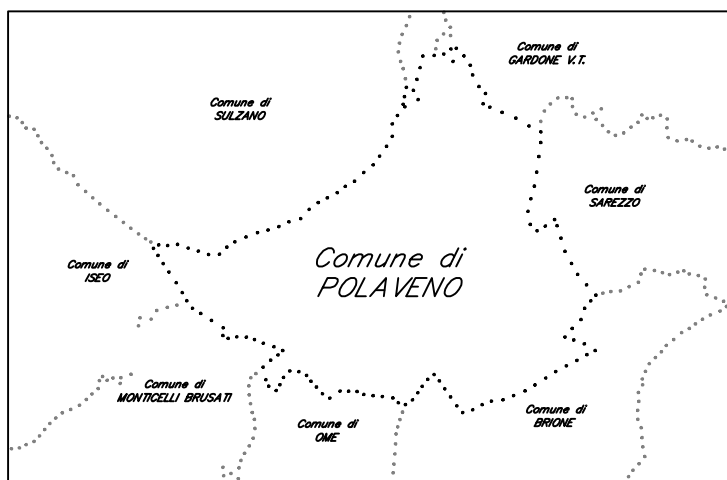 Comune di
GARDONE V.T.
Comune di
SULZANO
Comune di
SAREZZO
Comune di
POLAVENO
Comune di
ISEO
Comune di
MONTICELLI BRUSATI
Comune di
OME
Comune di
BRIONE